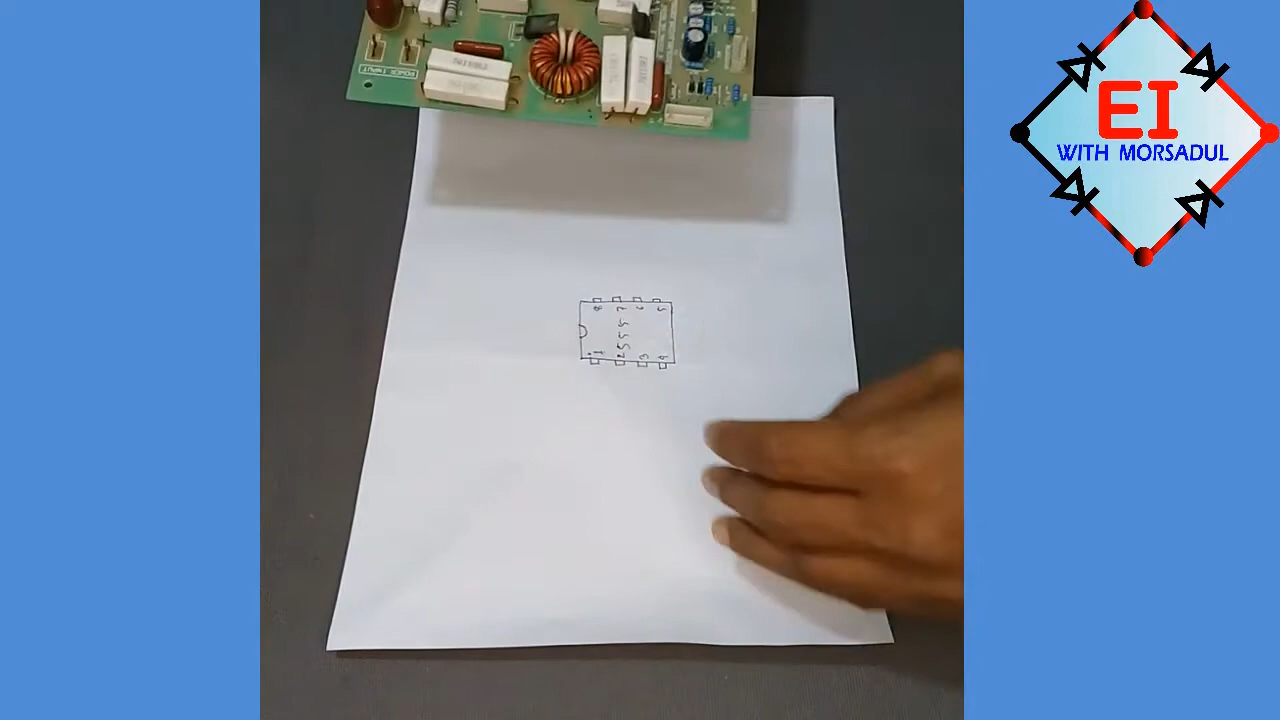 POWER INPUT
EI
WITH MORSADUL
8 7 6 5
555
1 2 3 4